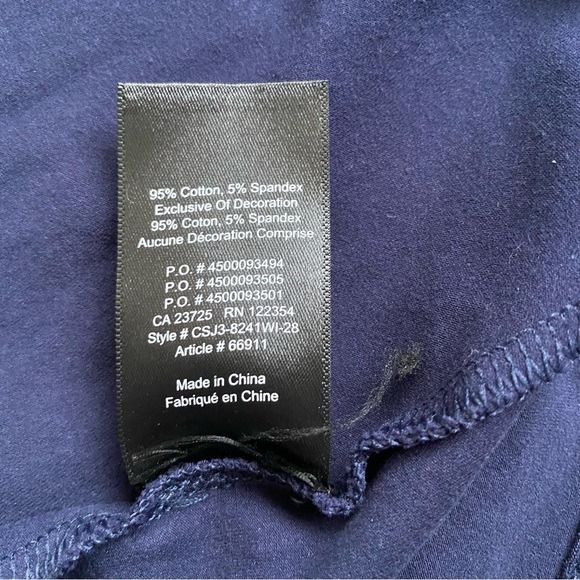 95% Cotton, 5% Spandex
Exclusive Of Decoration
95% Coton, 5% Spandex
Aucune Décoration Comprise
P.O. # 4500093494
P.O. # 4500093505
P.O. # 4500093501
CA 23725 RN 122354
Style # CSJ3-8241WI-28
Article # 66911
Made in China
Fabriqué en Chine